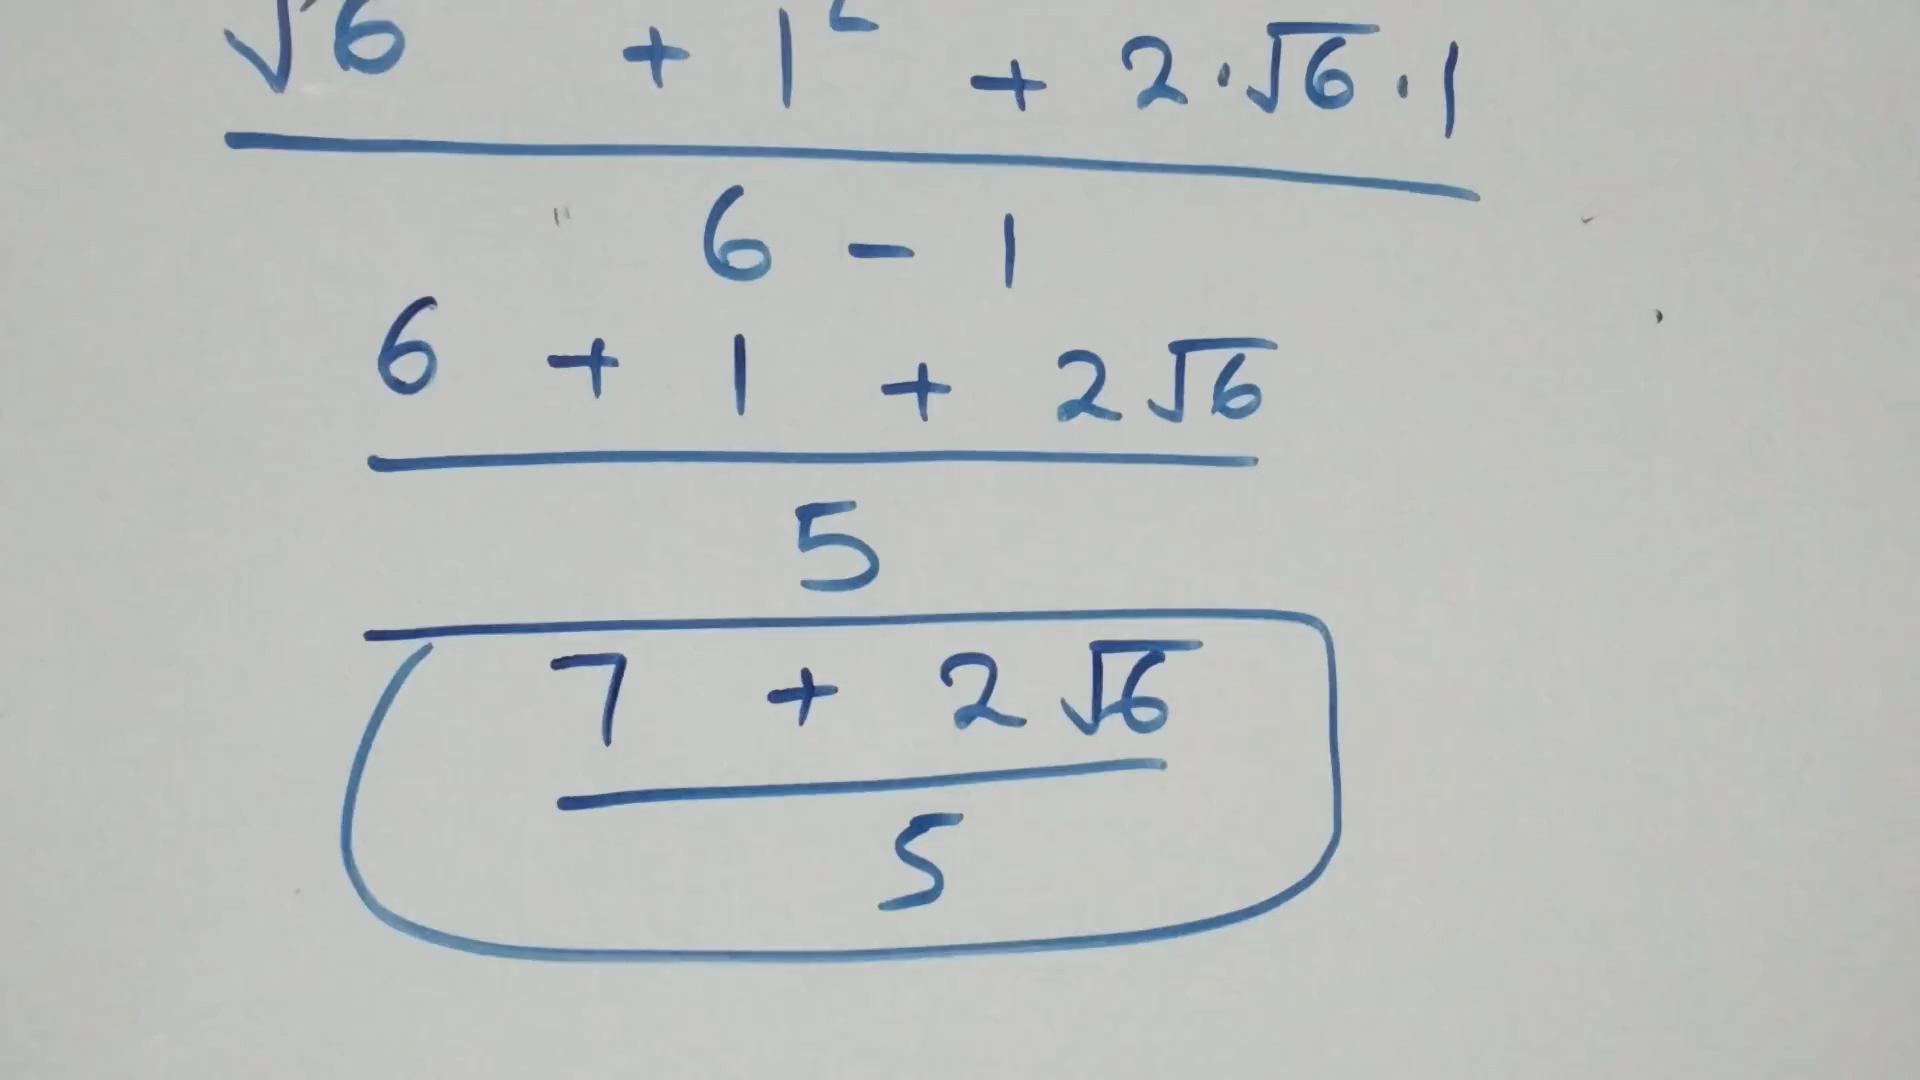 √6 + 1² + 2·√6·1
6 - 1
6 + 1 + 2√6
5
7 + 2√6
5